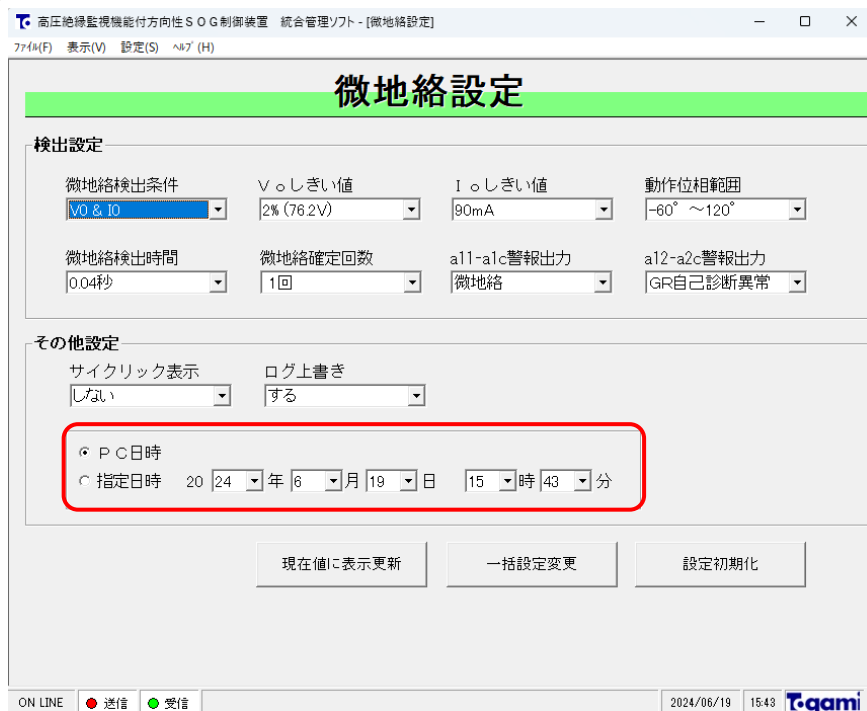 高圧絶縁監視機能付方向性ＳＯＧ制御装置　統合管理ソフト - [微地絡設定]
ﾌｧｲﾙ(F) 表示(V) 設定(S) ﾍﾙﾌﾟ(H)
微地絡設定
検出設定
微地絡検出条件 Ｖｏしきい値 Ｉｏしきい値 動作位相範囲
V0 & I0 2% (76.2V) 90mA -60ﾟ ～120ﾟ
微地絡検出時間 微地絡確定回数 a11-a1c警報出力 a12-a2c警報出力
0.04秒 1回 微地絡 GR自己診断異常
その他設定
サイクリック表示 ログ上書き
しない する
ＰＣ日時
指定日時 20 24 年 6 月 19 日 15 時 43 分
現在値に表示更新 一括設定変更 設定初期化
ON LINE 送信 受信 2024/06/19 15:43 Togami